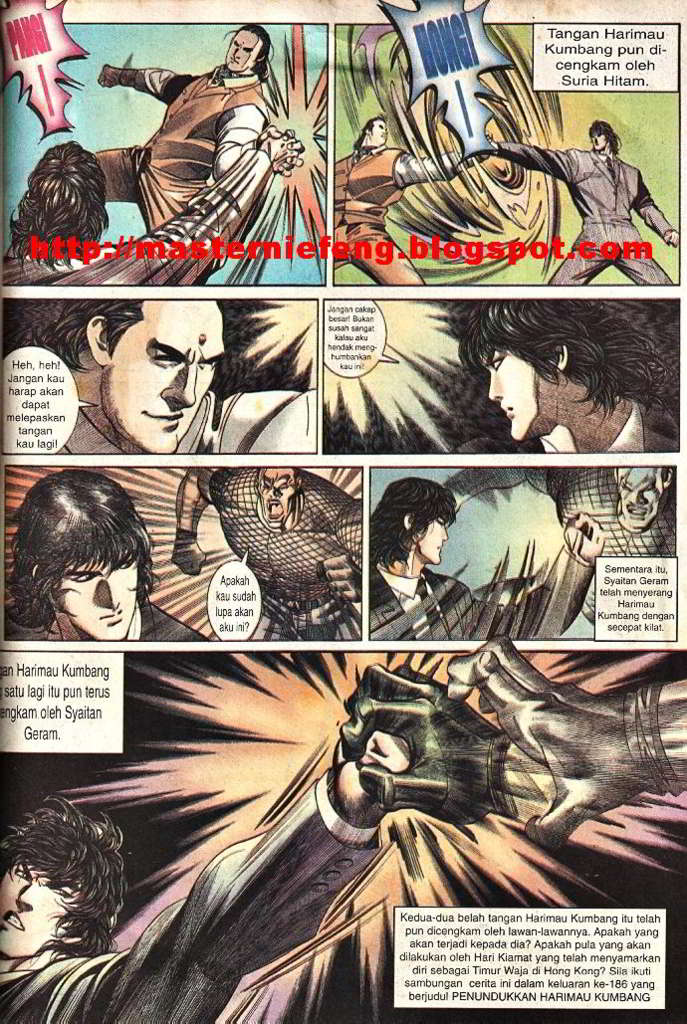 PANG!
NONG!
Tangan Harimau
Kumbang pun di-
cengkam oleh
Suria Hitam.
http://masterniefeng.blogspot.com
Heh, heh!
Jangan kau
harap akan
dapat
melepaskan
tangan
kau lagi!
Jangan cakap
besar! Bukan
susah sangat
kalau aku
hendak meng-
humbankan
kau ini!
Apakah
kau sudah
lupa akan
aku ini?
Sementara itu,
Syaitan Geram
telah menyerang
Harimau
Kumbang dengan
secepat kilat.
an Harimau Kumbang
satu lagi itu pun terus
engkam oleh Syaitan
Geram.
Kedua-dua belah tangan Harimau Kumbang itu telah
pun dicengkam oleh lawan-lawannya. Apakah yang
akan terjadi kepada dia? Apakah pula yang akan
dilakukan oleh Hari Kiamat yang telah menyamarkan
diri sebagai Timur Waja di Hong Kong? Sila ikuti
sambungan cerita ini dalam keluaran ke-186 yang
berjudul PENUNDUKKAN HARIMAU KUMBANG